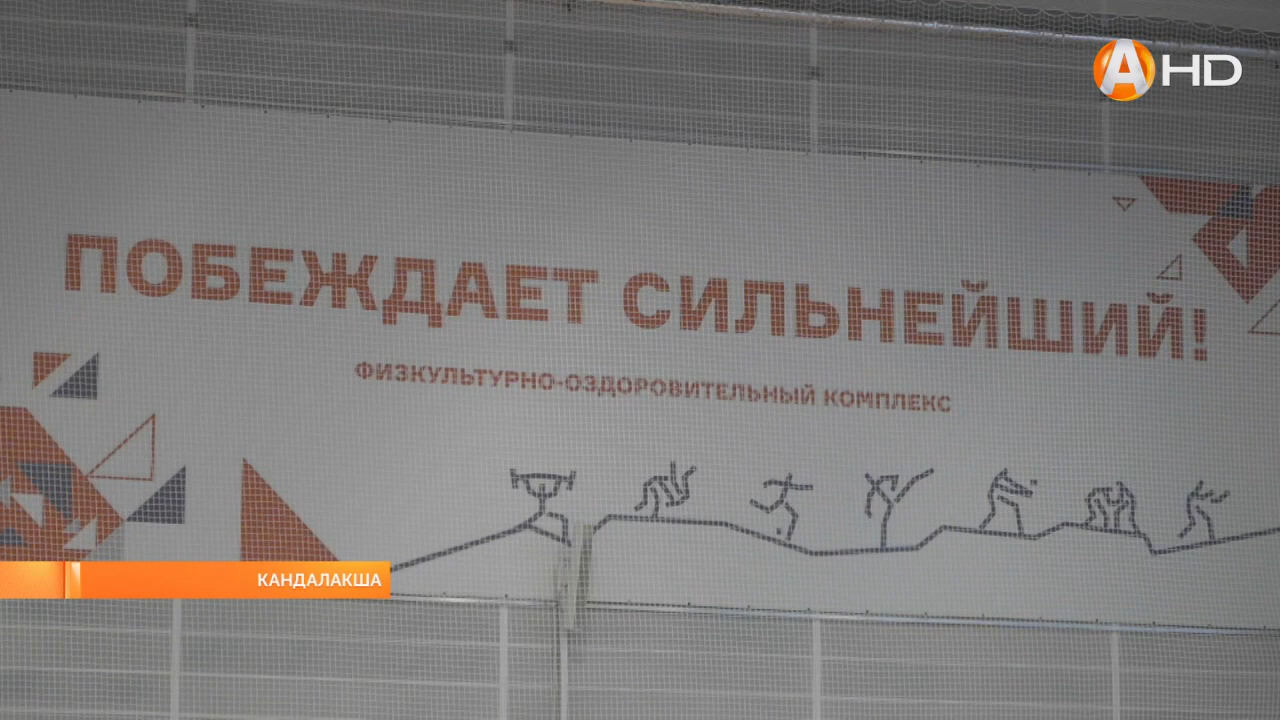 А HD
ПОБЕЖДАЕТ СИЛЬНЕЙШИЙ!
ФИЗКУЛЬТУРНО-ОЗДОРОВИТЕЛЬНЫЙ КОМПЛЕКС
КАНДАЛАКША